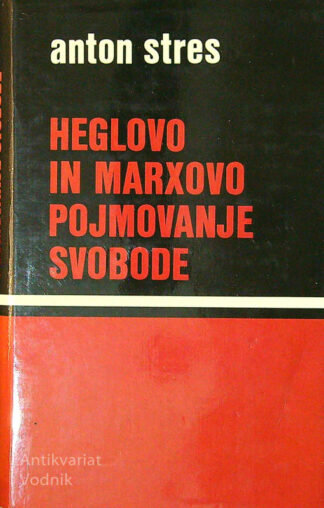 anton stres
HEGLOVO
IN MARXOVO
POJMOVANJE
SVOBODE
Antikvariat
Vodnik